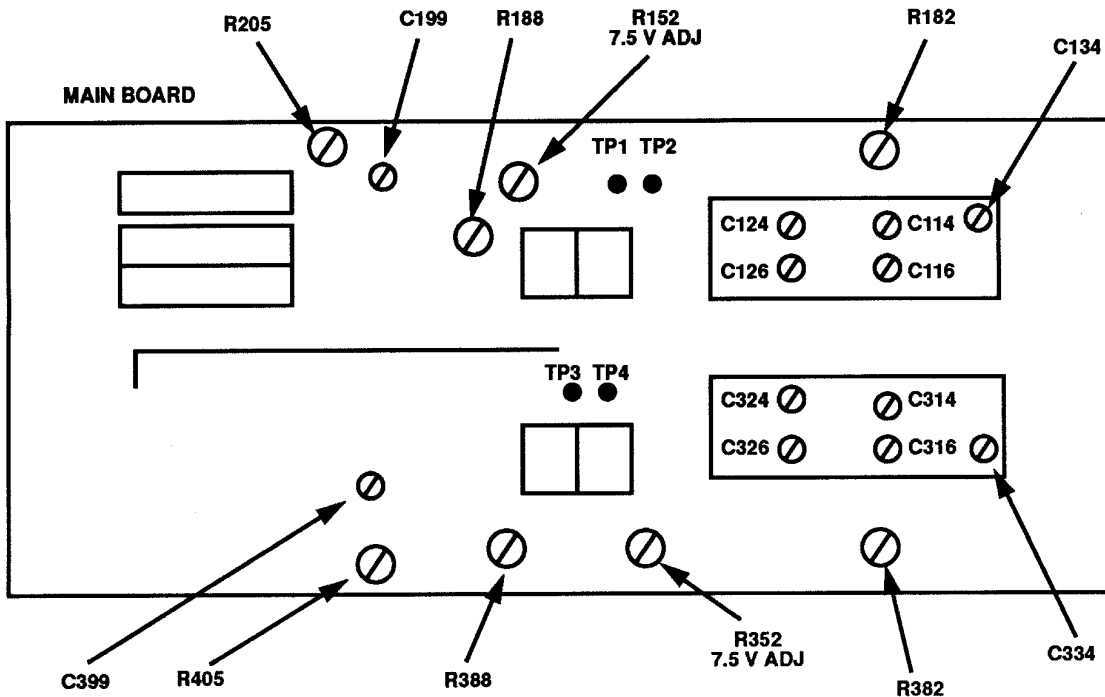 R205
C199
R188
R152
7.5 V ADJ
R182
C134
MAIN BOARD
TP1 TP2
C124
C114
C126
C116
TP3 TP4
C324
C314
C326
C316
C399
R405
R388
R352
7.5 V ADJ
R382
C334